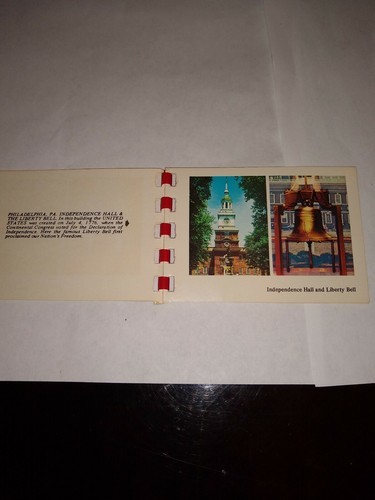 PHILADELPHIA, PA. INDEPENDENCE HALL &
THE LIBERTY BELL. In this building the UNITED
STATES was created on July 4, 1776, when the
Continental Congress voted for the Declaration of
Independence. Here the famous Liberty Bell first
proclaimed our Nation's Freedom.
Independence Hall and Liberty Bell